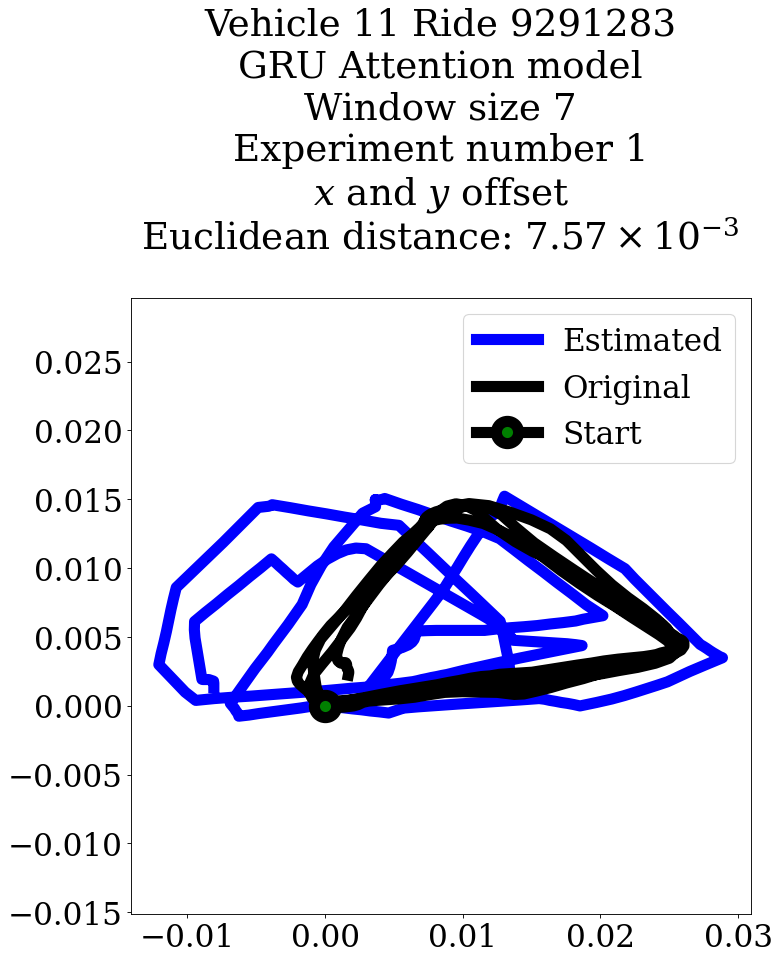 Vehicle 11 Ride 9291283
GRU Attention model
Window size 7
Experiment number 1
x and y offset
Euclidean distance: 7.57 × 10⁻³
Estimated
Original
Start
0.025
0.020
0.015
0.010
0.005
0.000
−0.005
−0.010
−0.015
−0.01 0.00 0.01 0.02 0.03